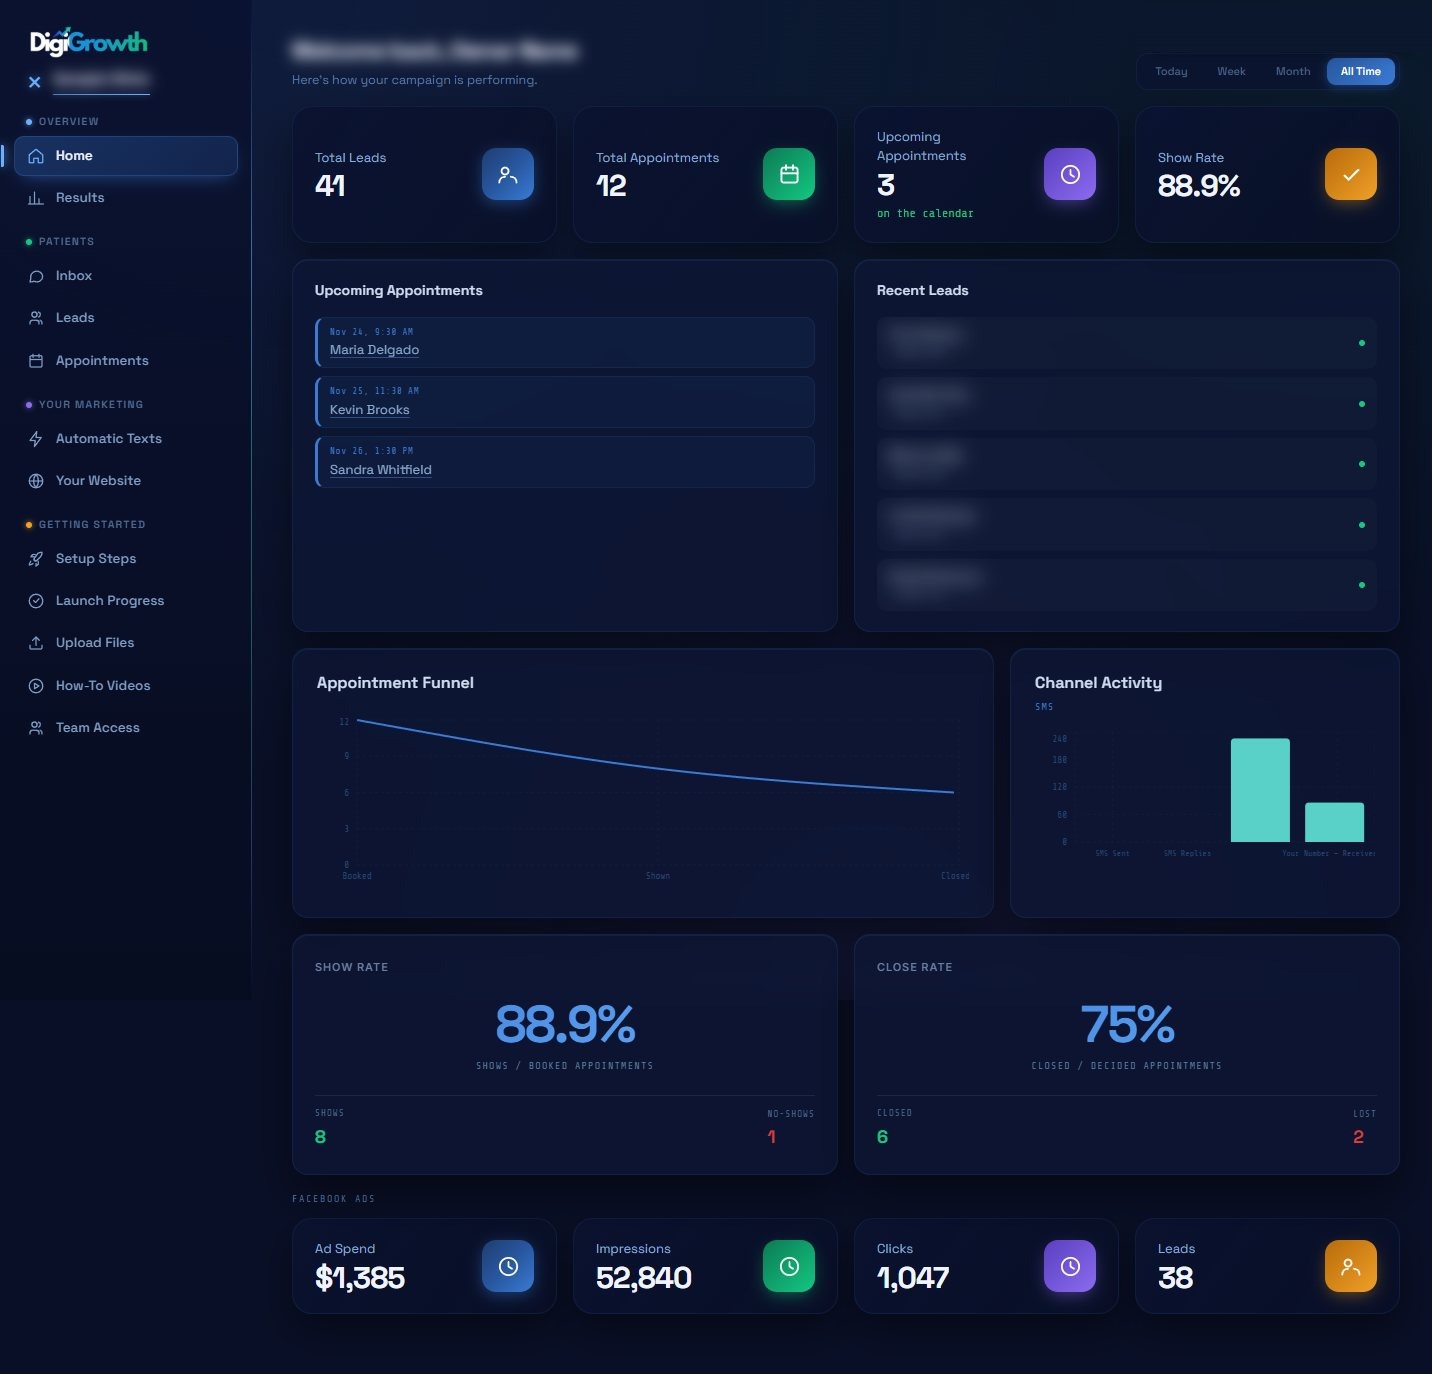 DigiGrowth
OVERVIEW
Home
Results
PATIENTS
Inbox
Leads
Appointments
YOUR MARKETING
Automatic Texts
Your Website
GETTING STARTED
Setup Steps
Launch Progress
Upload Files
How-To Videos
Team Access
Here's how your campaign is performing.
Today Week Month All Time
Total Leads
41
Total Appointments
12
Upcoming
Appointments
3
on the calendar
Show Rate
88.9%
Upcoming Appointments
Nov 24, 9:30 AM
Maria Delgado
Nov 25, 11:30 AM
Kevin Brooks
Nov 26, 1:30 PM
Sandra Whitfield
Recent Leads
Appointment Funnel
12
9
6
3
0
Booked Shown Closed
Channel Activity
SMS
240
180
120
60
0
SMS Sent SMS Replies Your Number – Receive
SHOW RATE
88.9%
SHOWS / BOOKED APPOINTMENTS
SHOWS NO-SHOWS
8 1
CLOSE RATE
75%
CLOSED / DECIDED APPOINTMENTS
CLOSED LOST
6 2
FACEBOOK ADS
Ad Spend
$1,385
Impressions
52,840
Clicks
1,047
Leads
38